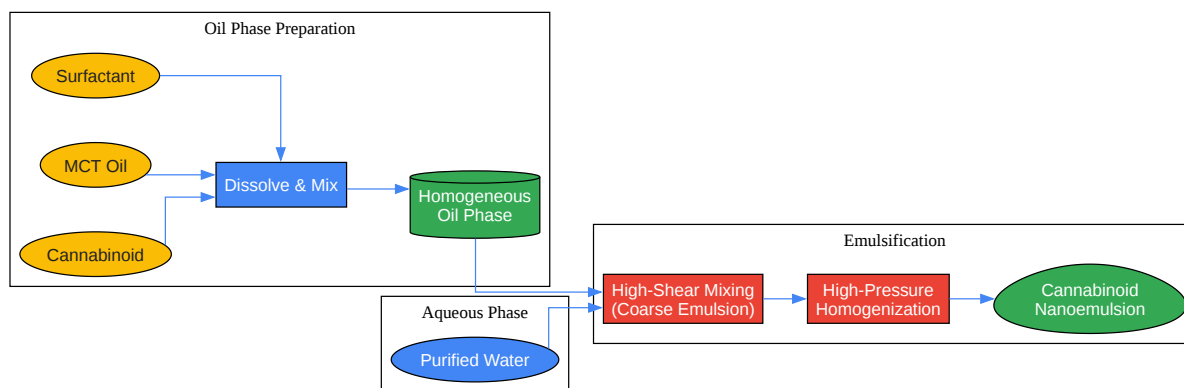 Oil Phase Preparation
Surfactant
MCT Oil
Dissolve & Mix
Homogeneous
Oil Phase
Cannabinoid
Emulsification
High-Shear Mixing
(Coarse Emulsion)
High-Pressure
Homogenization
Cannabinoid
Nanoemulsion
Aqueous Phase
Purified Water